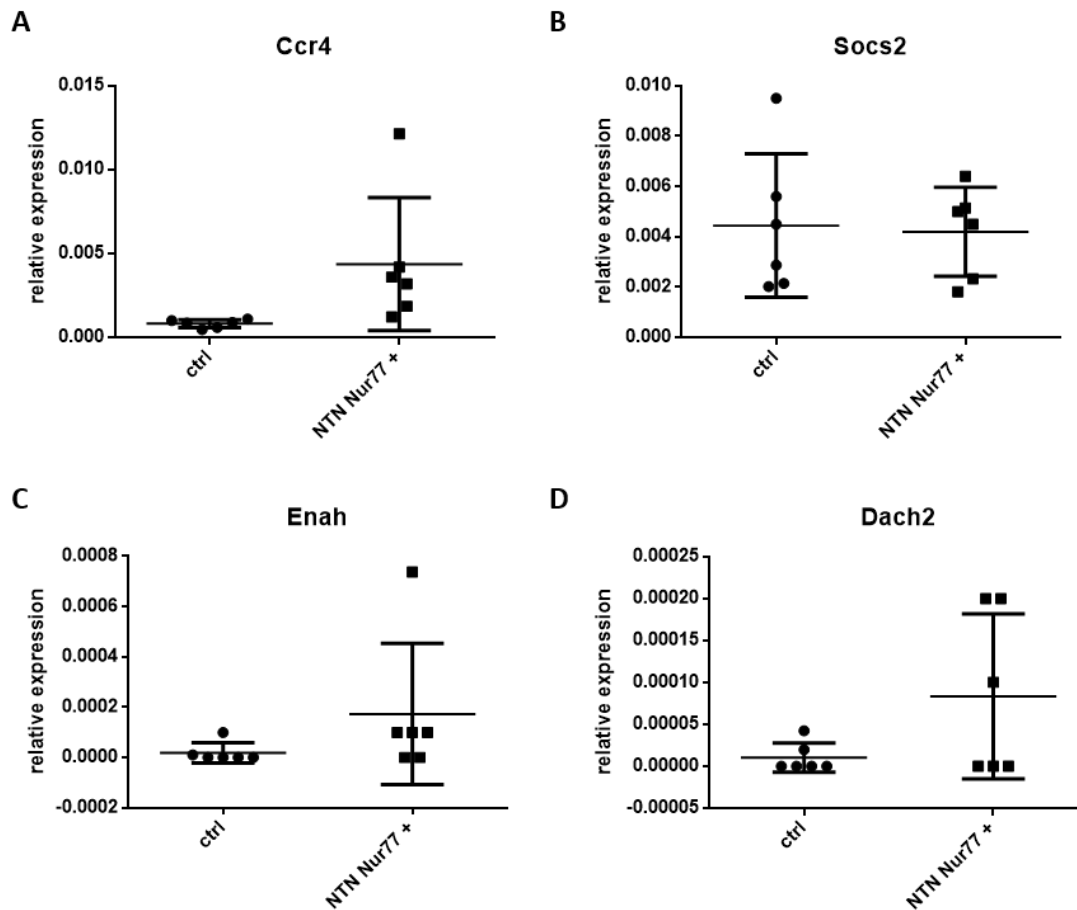 A
Ccr4
relative expression
0.015
0.010
0.005
0.000
ctrl
NTN Nur77 +
B
Socs2
relative expression
0.010
0.008
0.006
0.004
0.002
0.000
ctrl
NTN Nur77 +
C
Enah
relative expression
0.0008
0.0006
0.0004
0.0002
0.0000
-0.0002
ctrl
NTN Nur77 +
D
Dach2
relative expression
0.00025
0.00020
0.00015
0.00010
0.00005
0.00000
-0.00005
ctrl
NTN Nur77 +